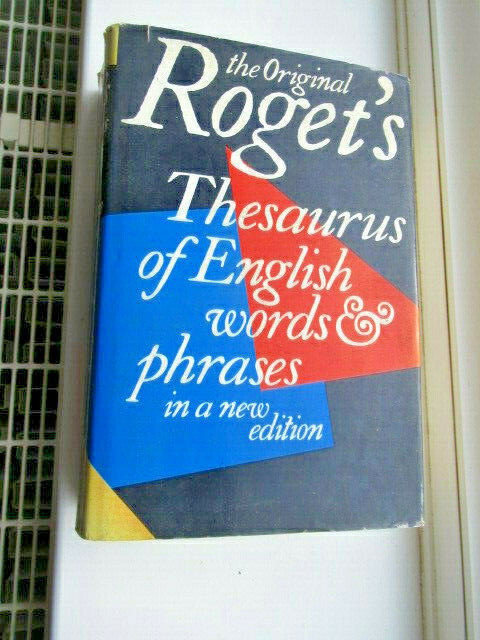 the Original
Roget's
Thesaurus
of English
words &
phrases
in a new
edition